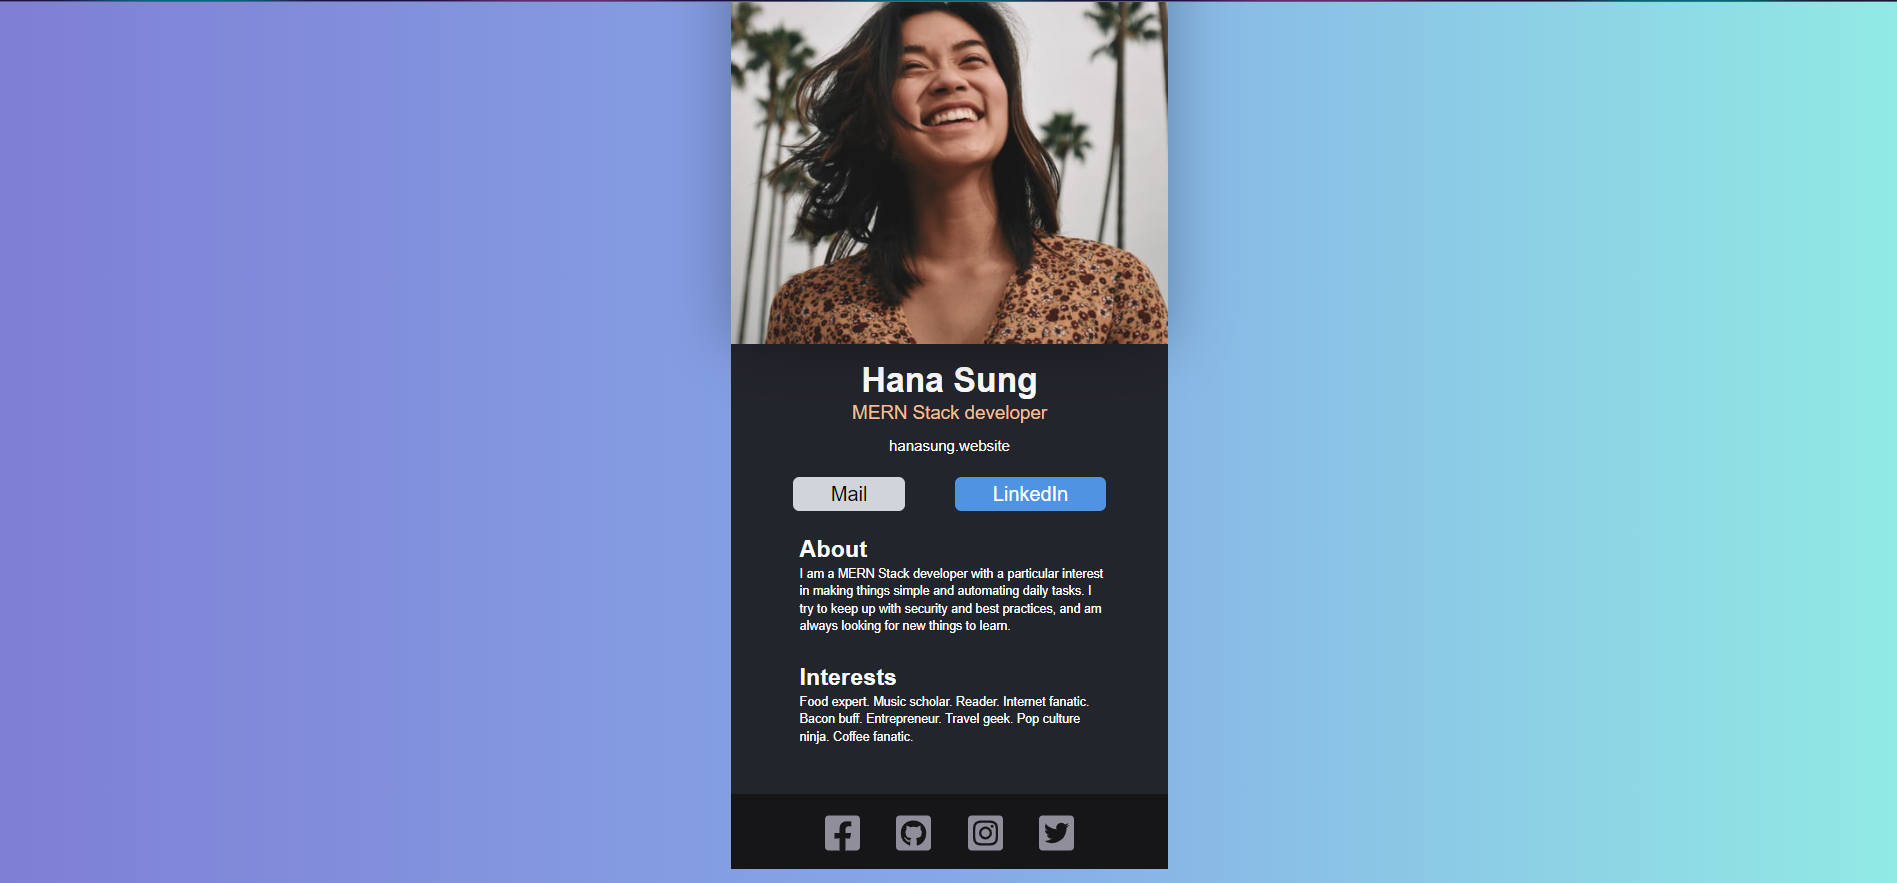 Hana Sung
MERN Stack developer
hanasung.website
Mail
LinkedIn
About
I am a MERN Stack developer with a particular interest
in making things simple and automating daily tasks. I
try to keep up with security and best practices, and am
always looking for new things to learn.
Interests
Food expert. Music scholar. Reader. Internet fanatic.
Bacon buff. Entrepreneur. Travel geek. Pop culture
ninja. Coffee fanatic.